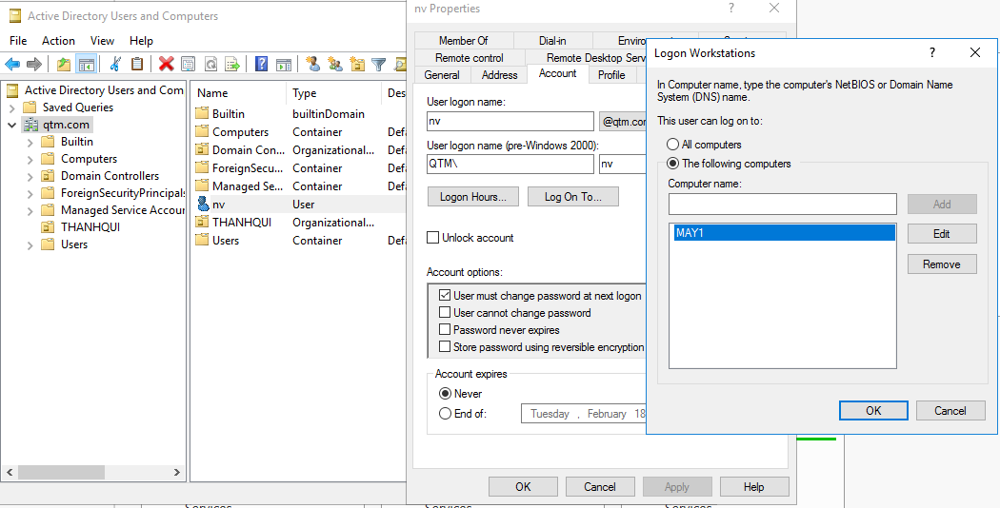 Active Directory Users and Computers
File Action View Help
Active Directory Users and Com
Saved Queries
qtm.com
Builtin
Computers
Domain Controllers
ForeignSecurityPrincipals
Managed Service Accour
THANHQUI
Users
Name Type Des
Builtin builtinDomain
Computers Container Defa
Domain Con... Organizational... Defa
ForeignSecu... Container Defa
Managed Se... Container Defa
nv User
THANHQUI Organizational...
Users Container Defa
nv Properties
Member Of Dial-in
Remote control Remote Desktop Serv
General Address Account Profile
User logon name:
nv @qtm.con
User logon name (pre-Windows 2000):
QTM\ nv
Logon Hours... Log On To...
Unlock account
Account options:
User must change password at next logon
User cannot change password
Password never expires
Store password using reversible encryption
Account expires
Never
End of: Tuesday , February 18
OK Cancel Apply Help
Logon Workstations
In Computer name, type the computer's NetBIOS or Domain Name
System (DNS) name.
This user can log on to:
All computers
The following computers
Computer name:
Add
MAY1
Edit
Remove
OK Cancel